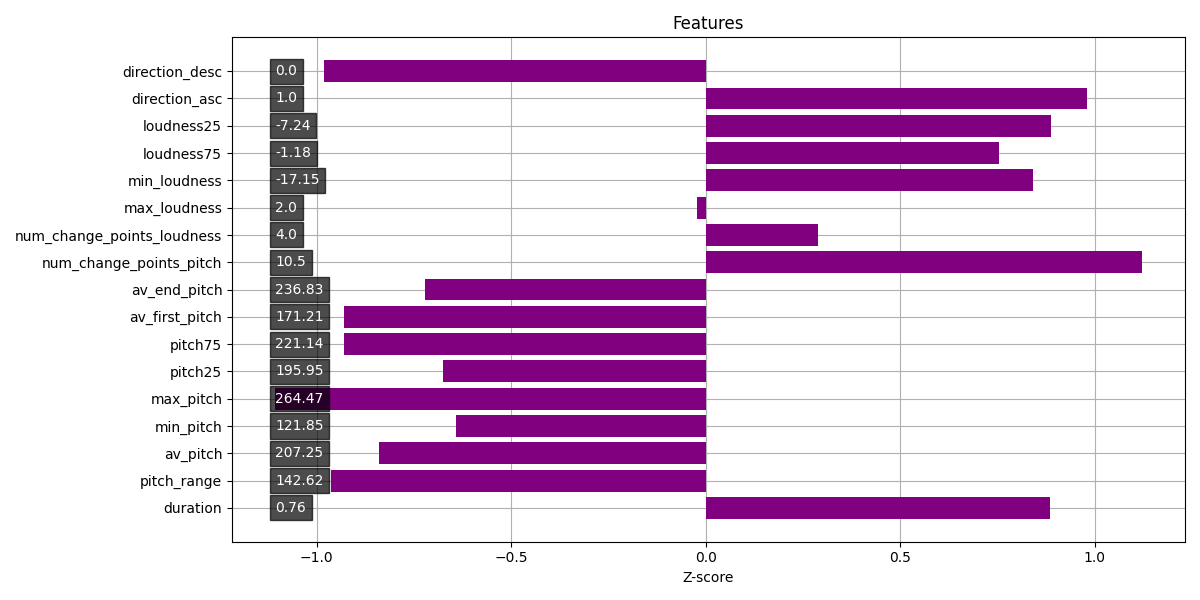 Features
direction_desc 0.0
direction_asc 1.0
loudness25 -7.24
loudness75 -1.18
min_loudness -17.15
max_loudness 2.0
num_change_points_loudness 4.0
num_change_points_pitch 10.5
av_end_pitch 236.83
av_first_pitch 171.21
pitch75 221.14
pitch25 195.95
max_pitch 264.47
min_pitch 121.85
av_pitch 207.25
pitch_range 142.62
duration 0.76
−1.0 −0.5 0.0 0.5 1.0
Z-score